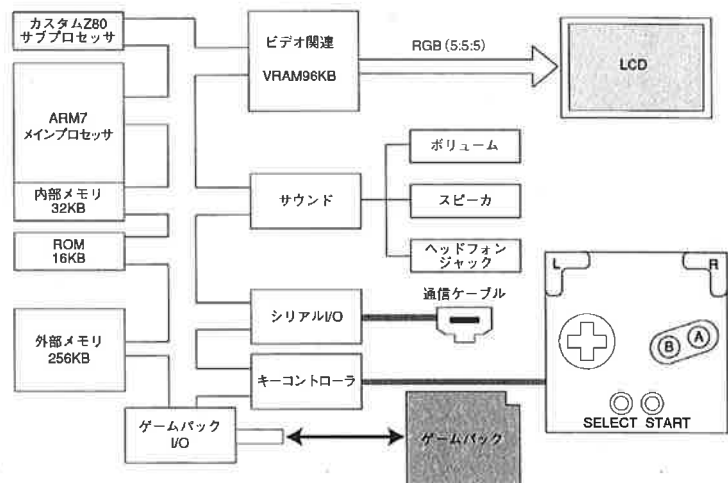 カスタムZ80
サブプロセッサ
ARM7
メインプロセッサ
内部メモリ
32KB
ROM
16KB
外部メモリ
256KB
ゲームパック
I/O
ビデオ関連
VRAM96KB
RGB (5:5:5)
LCD
サウンド
ボリューム
スピーカ
ヘッドフォン
ジャック
シリアルI/O
通信ケーブル
キーコントローラ
ゲームパック
L
R
B
A
SELECT START